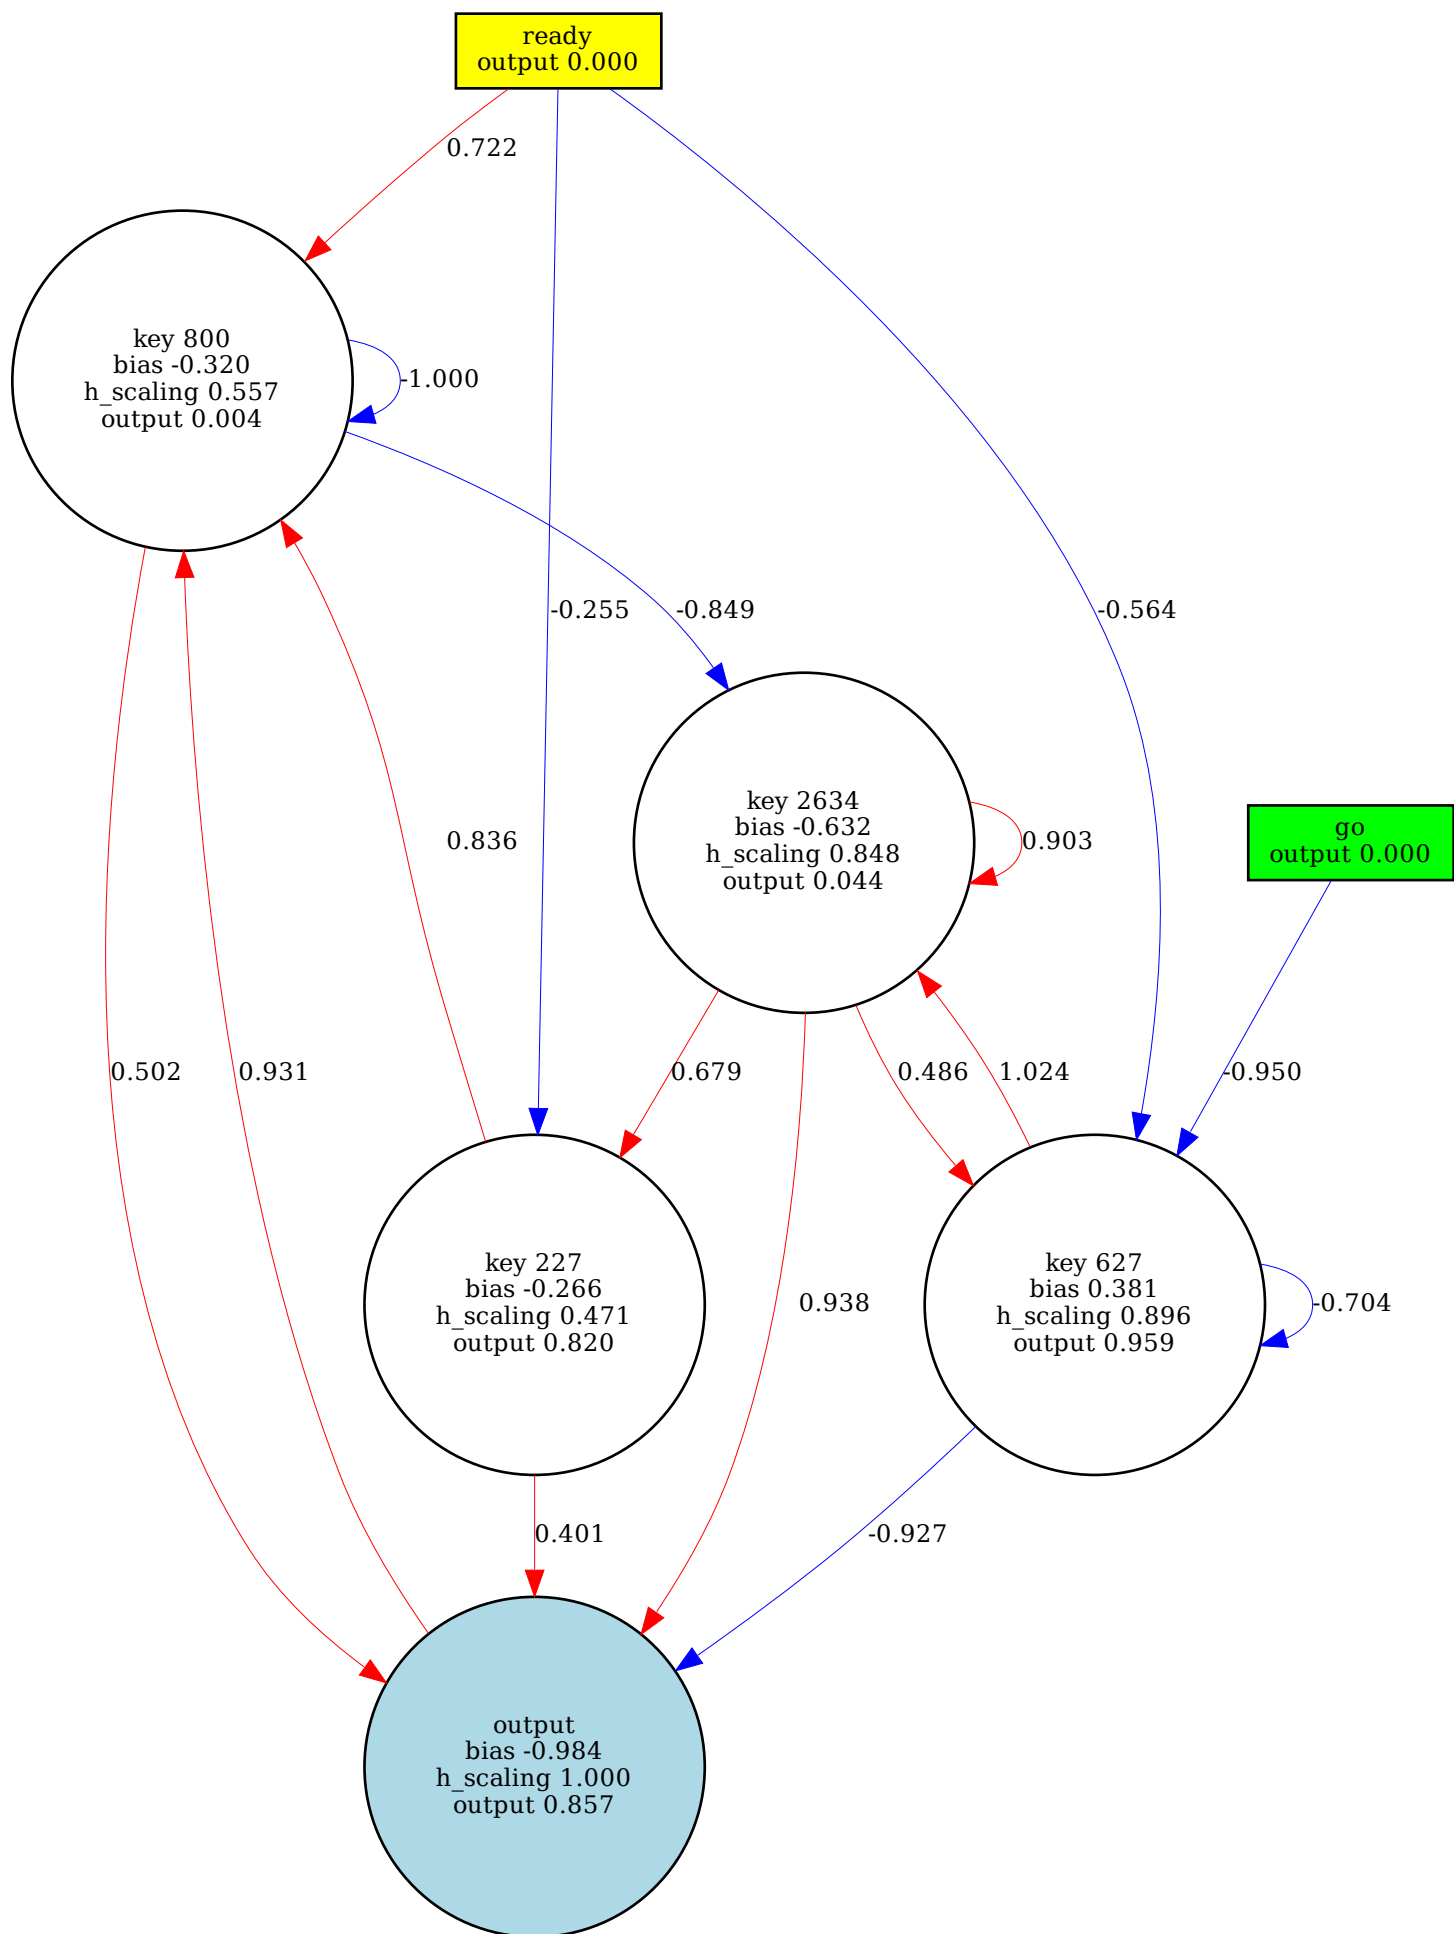 ready
output 0.000
0.722
key 800
bias -0.320
h_scaling 0.557
output 0.004
-1.000
-0.255
-0.849
-0.564
key 2634
bias -0.632
h_scaling 0.848
output 0.044
0.903
go
output 0.000
0.836
0.502
0.931
0.679
0.486
1.024
-0.950
key 227
bias -0.266
h_scaling 0.471
output 0.820
0.938
key 627
bias 0.381
h_scaling 0.896
output 0.959
-0.704
0.401
-0.927
output
bias -0.984
h_scaling 1.000
output 0.857